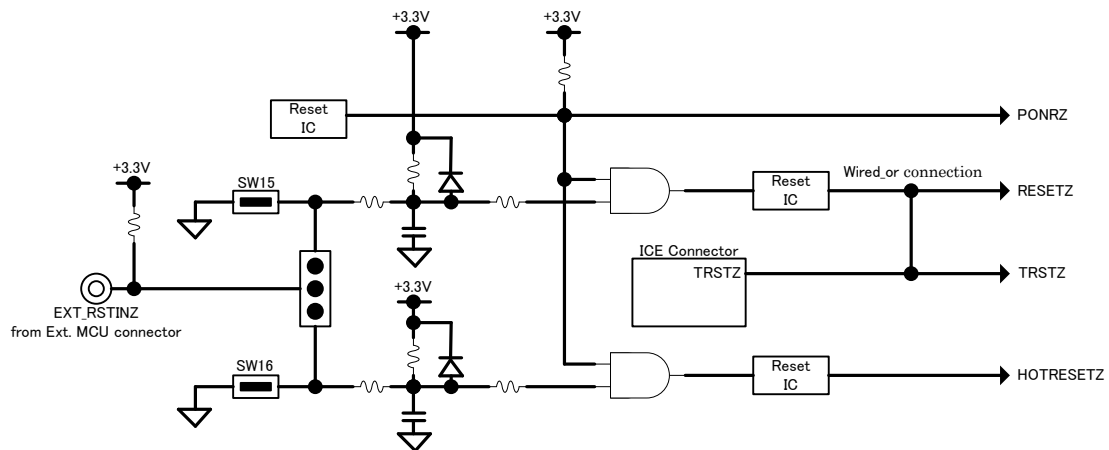 +3.3V
+3.3V
Reset
IC
PONRZ
+3.3V
SW15
Reset
IC
Wired_or connection
RESETZ
ICE Connector
TRSTZ
TRSTZ
EXT_RSTINZ
from Ext. MCU connector
+3.3V
SW16
Reset
IC
HOTRESETZ